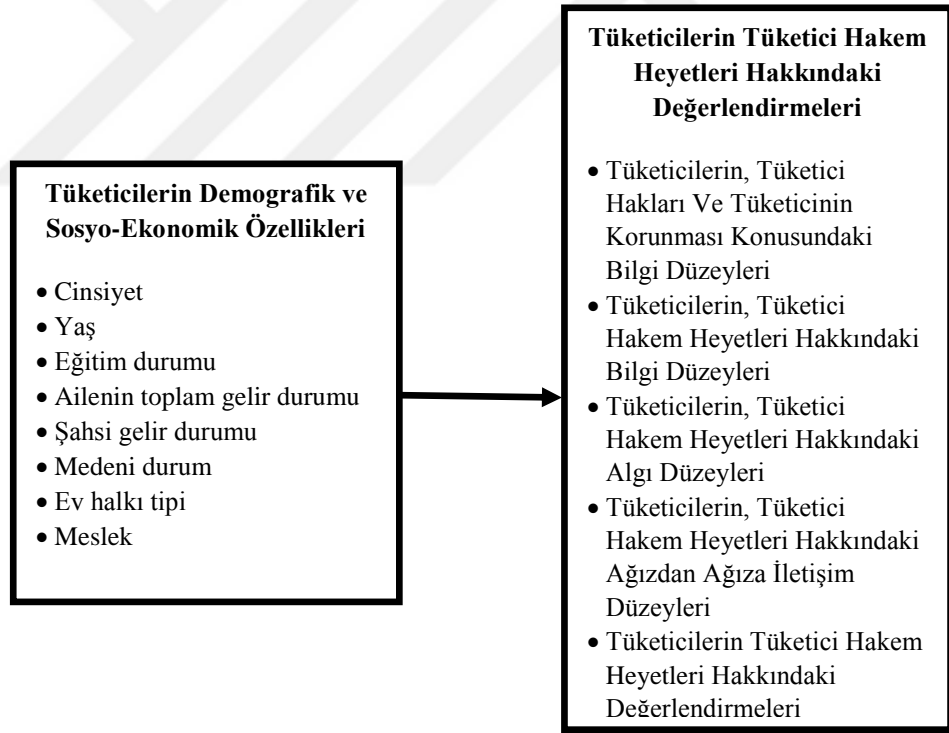 Tüketicilerin Demografik ve
Sosyo-Ekonomik Özellikleri
• Cinsiyet
• Yaş
• Eğitim durumu
• Ailenin toplam gelir durumu
• Şahsi gelir durumu
• Medeni durum
• Ev halkı tipi
• Meslek
Tüketicilerin Tüketici Hakem
Heyetleri Hakkındaki
Değerlendirmeleri
• Tüketicilerin, Tüketici
Hakları Ve Tüketicinin
Korunması Konusundaki
Bilgi Düzeyleri
• Tüketicilerin, Tüketici
Hakem Heyetleri Hakkındaki
Bilgi Düzeyleri
• Tüketicilerin, Tüketici
Hakem Heyetleri Hakkındaki
Algı Düzeyleri
• Tüketicilerin, Tüketici
Hakem Heyetleri Hakkındaki
Ağızdan Ağıza İletişim
Düzeyleri
• Tüketicilerin Tüketici Hakem
Heyetleri Hakkındaki
Değerlendirmeleri